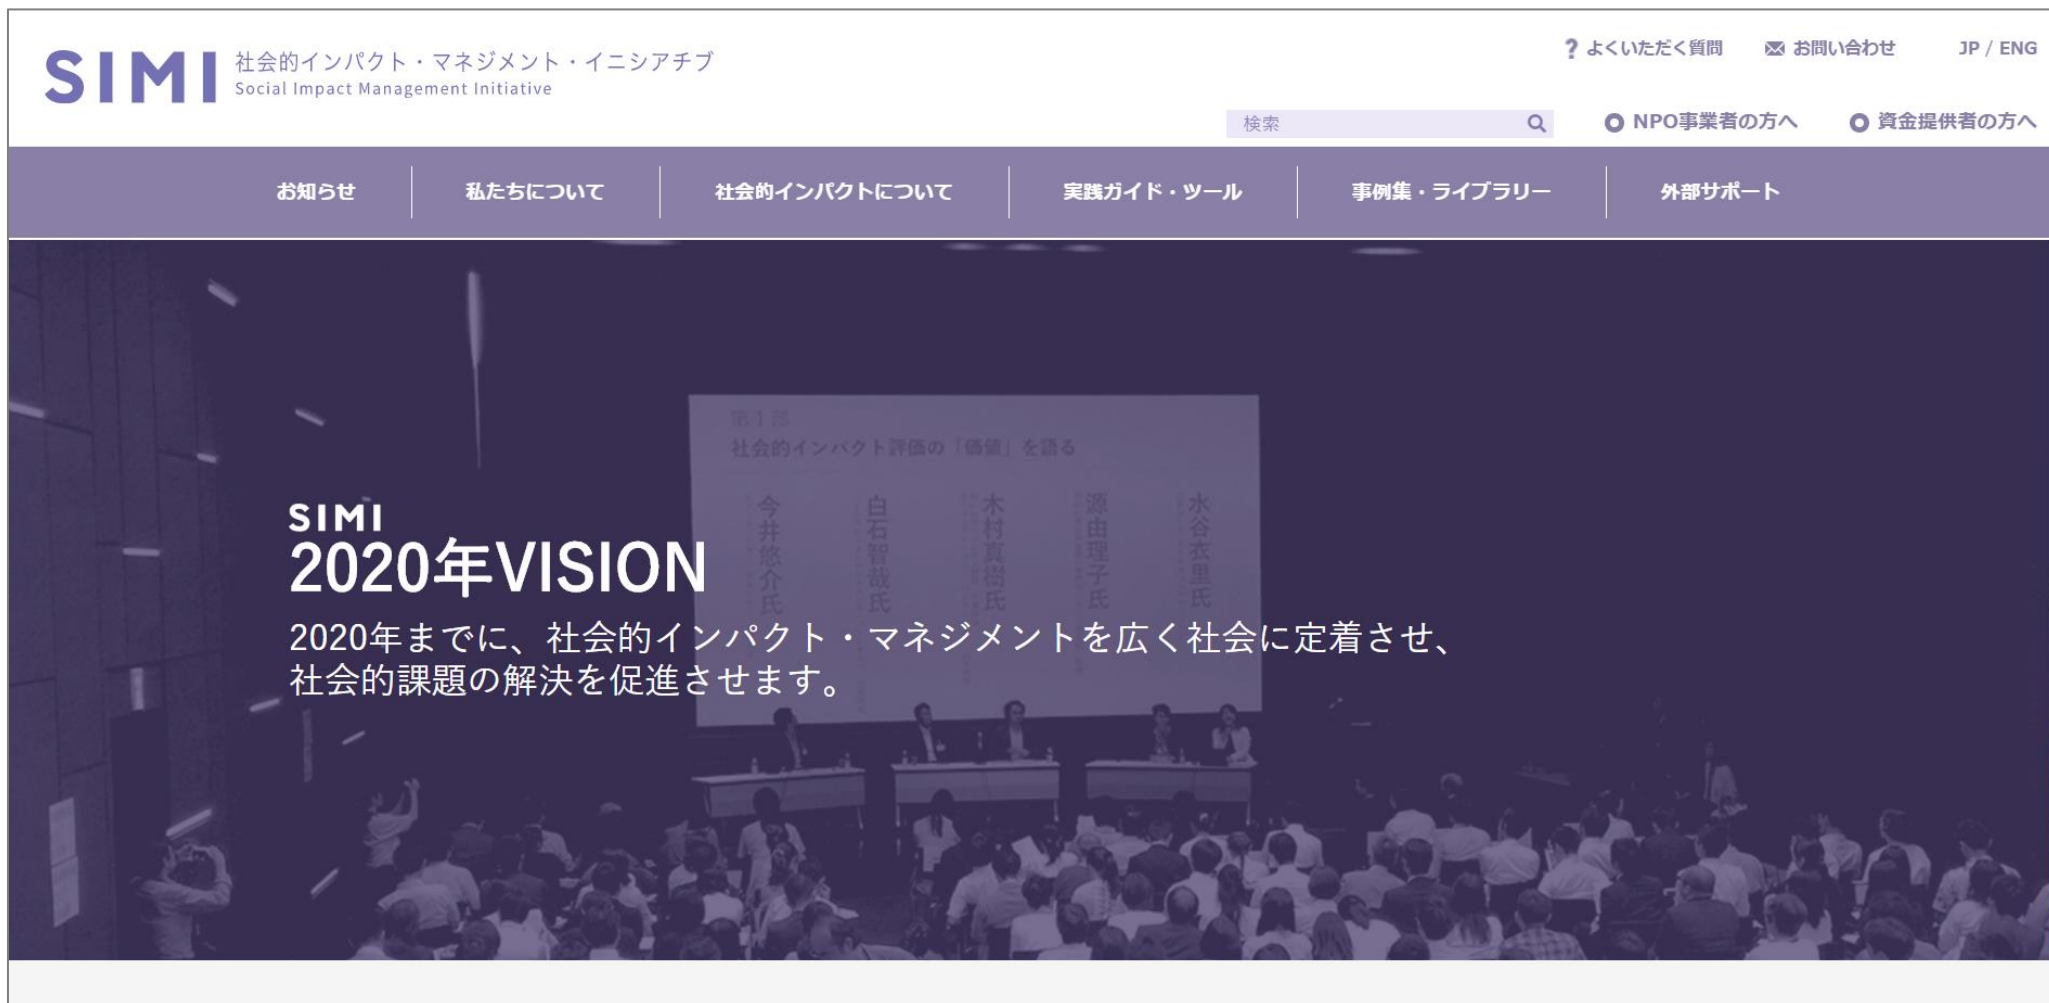 SIMI
社会的インパクト・マネジメント・イニシアチブ
Social Impact Management Initiative
? よくいただく質問
お問い合わせ
JP / ENG
検索
NPO事業者の方へ
資金提供者の方へ
お知らせ
私たちについて
社会的インパクトについて
実践ガイド・ツール
事例集・ライブラリー
外部サポート
第1部
社会的インパクト評価の「価値」を語る
今井悠介氏
白石智哉氏
木村真樹氏
源由理子氏
水谷衣里氏
SIMI
2020年VISION
2020年までに、社会的インパクト・マネジメントを広く社会に定着させ、
社会的課題の解決を促進させます。